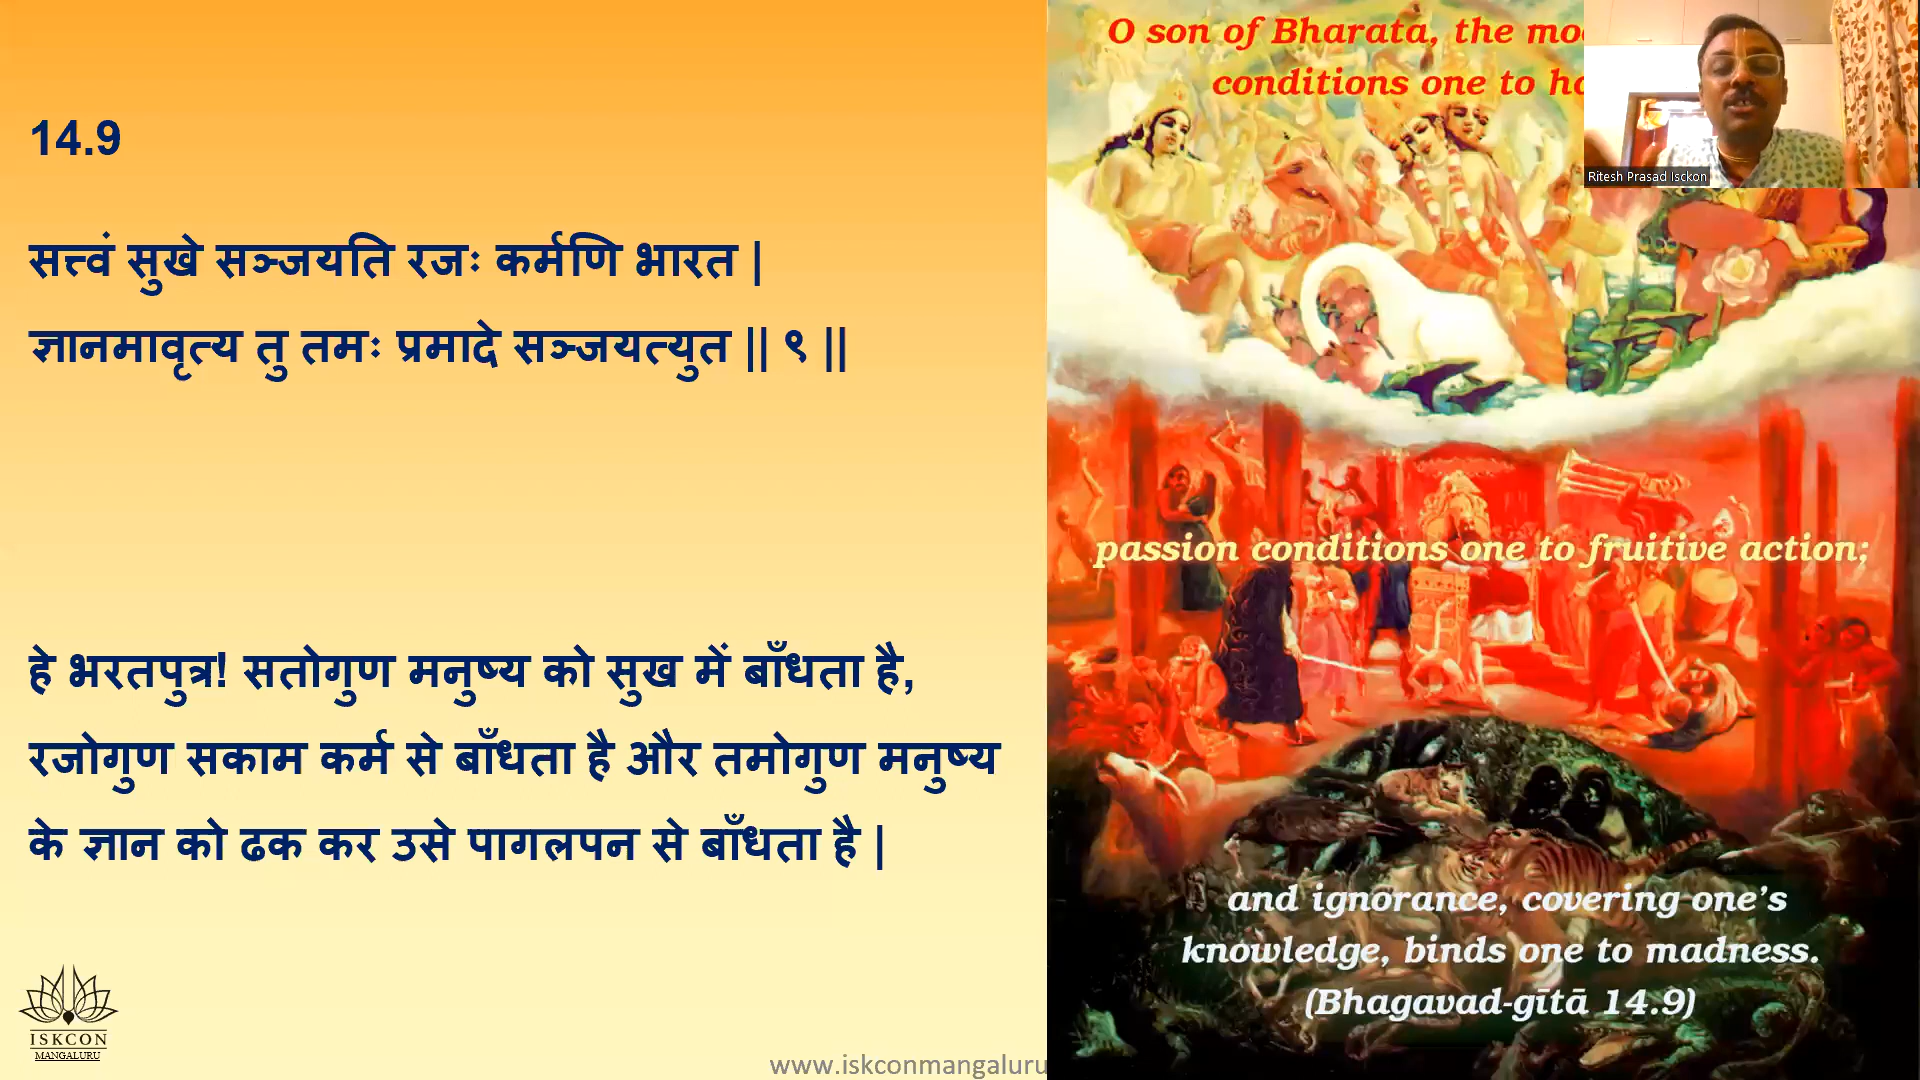 14.9
सत्त्वं सुखे सञ्जयति रजः कर्मणि भारत |
ज्ञानमावृत्य तु तमः प्रमादे सञ्जयत्युत || ९ ||
हे भरतपुत्र! सतोगुण मनुष्य को सुख में बाँधता है,
रजोगुण सकाम कर्म से बाँधता है और तमोगुण मनुष्य
के ज्ञान को ढक कर उसे पागलपन से बाँधता है |
ISKCON
MANGALURU
www.iskconmangaluru
O son of Bharata, the
conditions one to
passion conditions one to fruitive action;
and ignorance, covering one's
knowledge, binds one to madness.
(Bhagavad-gītā 14.9)
Ritesh Prasad Isckon